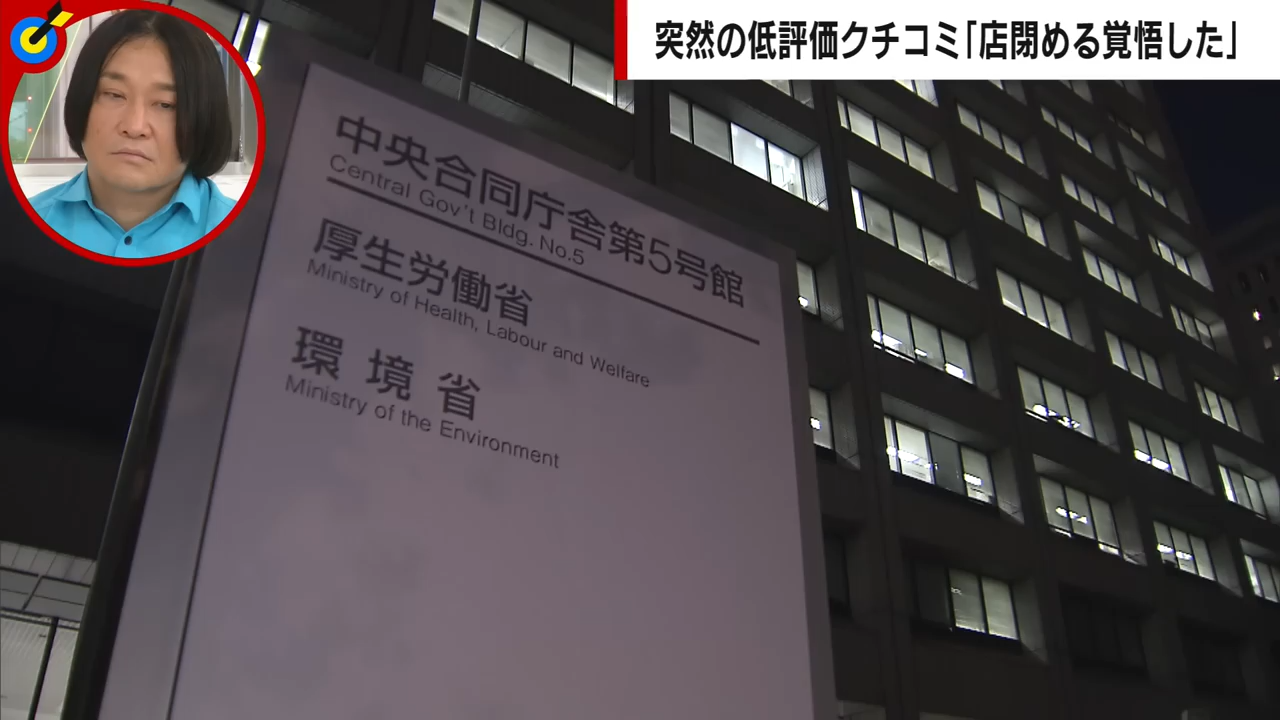 突然の低評価クチコミ「店閉める覚悟した」
中央合同庁舎第5号館
Central Gov't Bldg. No.5
厚生労働省
Ministry of Health, Labour and Welfare
環境省
Ministry of the Environment